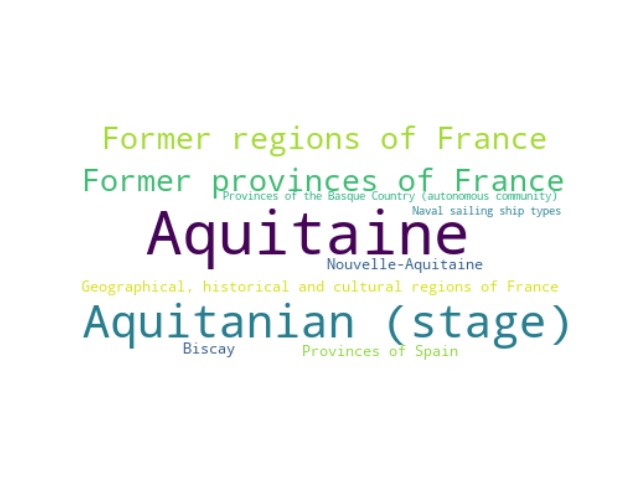 Former regions of France
Former provinces of France
Provinces of the Basque Country (autonomous community)
Naval sailing ship types
Aquitaine
Nouvelle-Aquitaine
Geographical, historical and cultural regions of France
Aquitanian (stage)
Biscay
Provinces of Spain